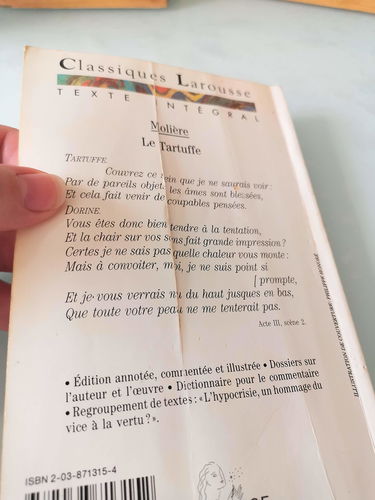 Classiques Larousse
TEXTE INTÉGRAL
Molière
Le Tartuffe
TARTUFFE.
Couvrez ce sein que je ne saurais voir :
Par de pareils objets les âmes sont blessées,
Et cela fait venir de coupables pensées.
DORINE.
Vous êtes donc bien tendre à la tentation,
Et la chair sur vos sens fait grande impression ?
Certes je ne sais pas quelle chaleur vous monte :
Mais à convoiter, moi, je ne suis point si
[ prompte,
Et je vous verrais nu du haut jusques en bas,
Que toute votre peau ne me tenterait pas.
Acte III, scène 2.
• Édition annotée, commentée et illustrée • Dossiers sur
l'auteur et l'œuvre • Dictionnaire pour le commentaire
• Regroupement de textes : «L'hypocrisie, un hommage du
vice à la vertu ?».
ISBN 2-03-871315-4